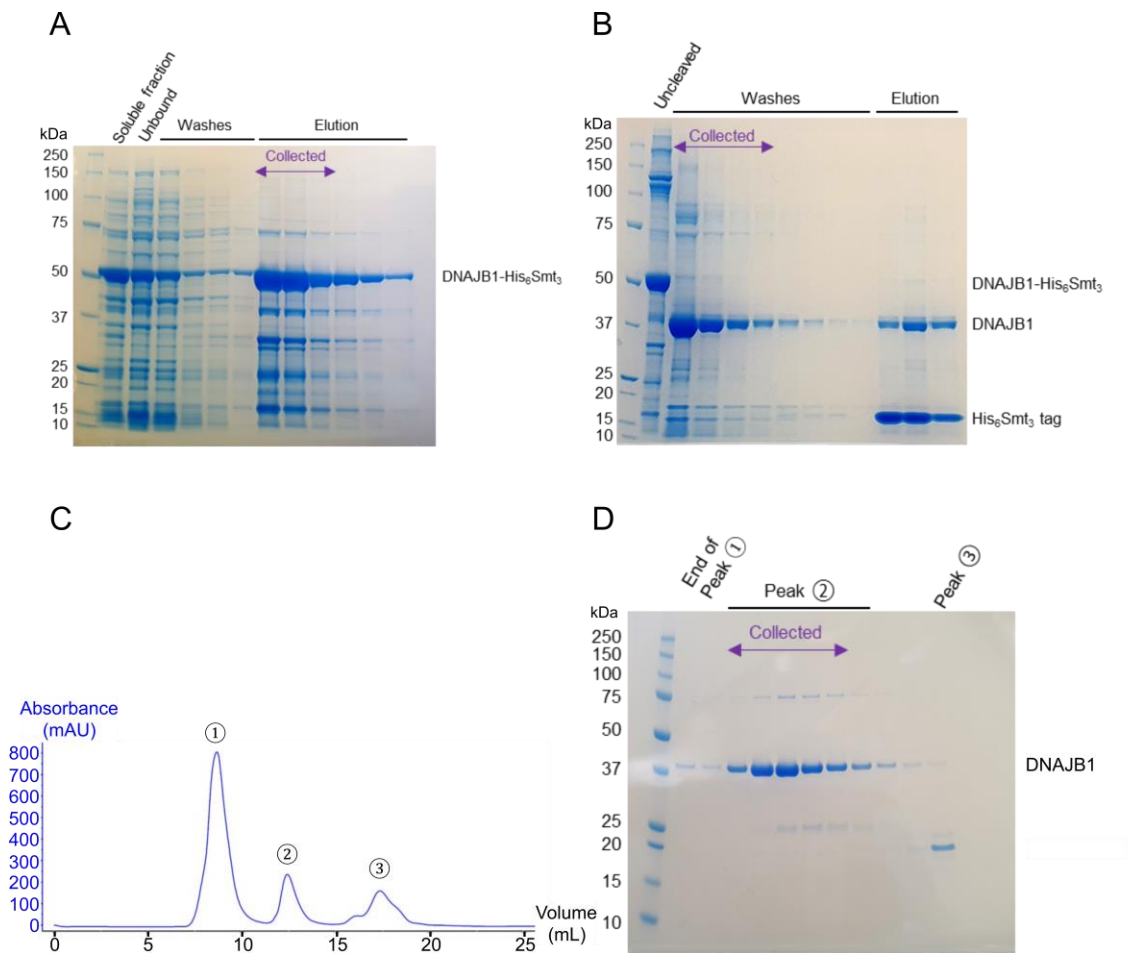 A
Soluble fraction
Unbound
Washes
Elution
kDa
Collected
250
150
100
75
50
37
25
20
15
10
DNAJB1-His₆Smt₃
B
Uncleaved
Washes
Elution
kDa
Collected
250
150
100
75
50
37
25
20
15
10
DNAJB1-His₆Smt₃
DNAJB1
His₆Smt₃ tag
C
Absorbance
(mAU)
800
700
600
500
400
300
200
100
0
①
②
③
0 5 10 15 20 25
Volume
(mL)
D
End of
Peak ①
Peak ②
Peak ③
kDa
Collected
250
150
100
75
50
37
25
20
15
10
DNAJB1